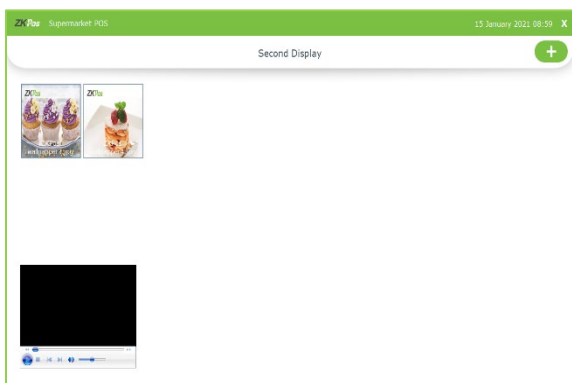 ZKPos Supermarket POS 15 January 2021 08:59 X
Second Display +
ZKPos ZKPos